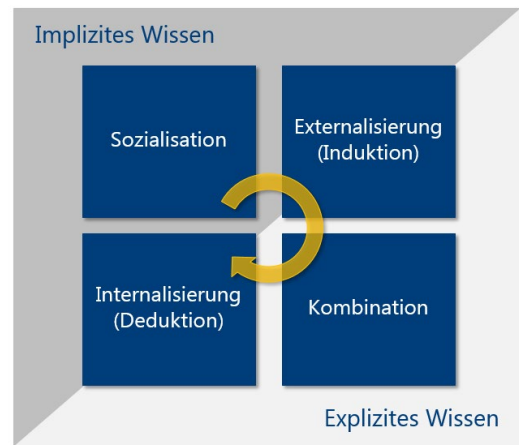 Implizites Wissen
Sozialisation
Externalisierung
(Induktion)
Internalisierung
(Deduktion)
Kombination
Explizites Wissen